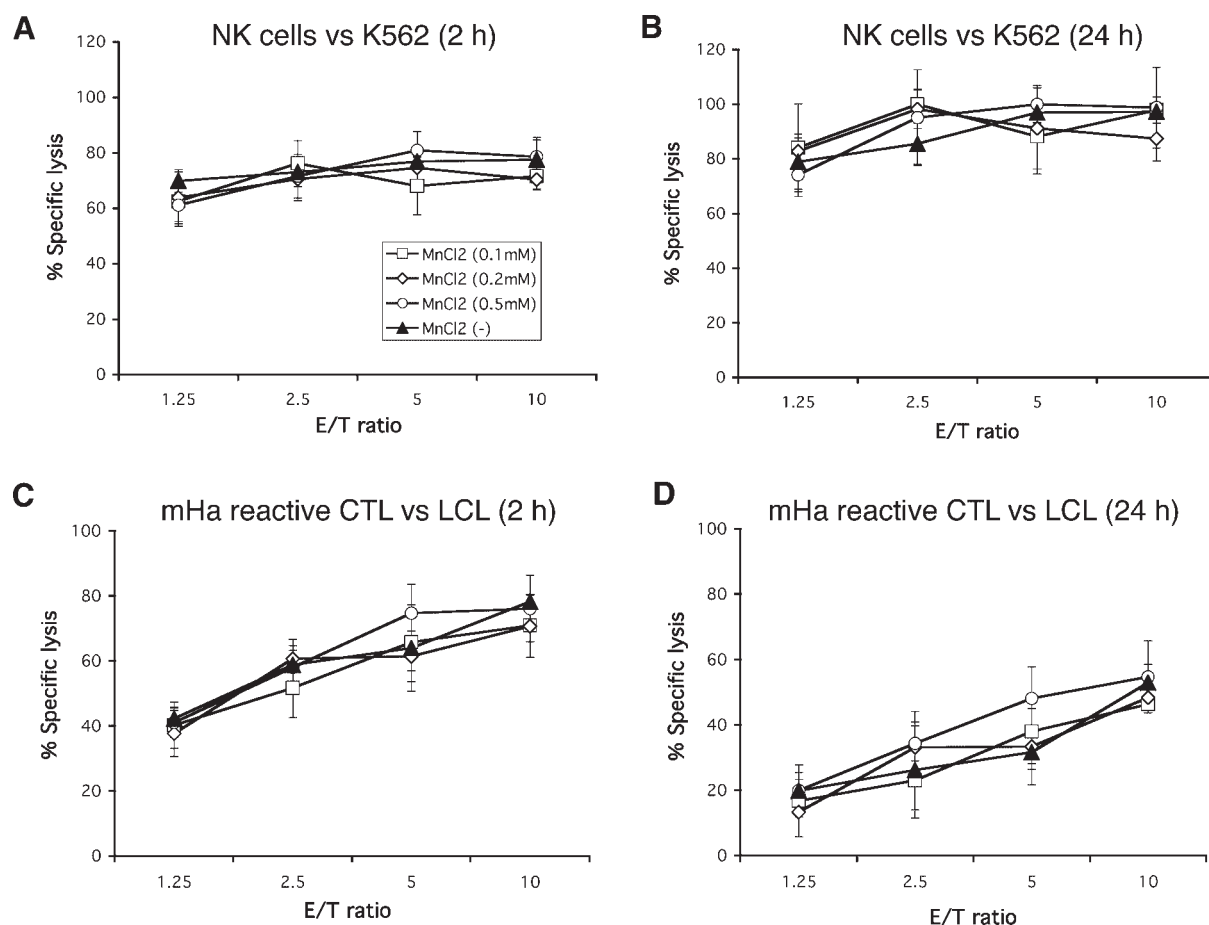 A
NK cells vs K562 (2 h)
120
100
80
60
40
20
0
% Specific lysis
MnCl2 (0.1mM)
MnCl2 (0.2mM)
MnCl2 (0.5mM)
MnCl2 (-)
1.25 2.5 5 10
E/T ratio
B
NK cells vs K562 (24 h)
120
100
80
60
40
20
0
% Specific lysis
1.25 2.5 5 10
E/T ratio
C
mHa reactive CTL vs LCL (2 h)
100
80
60
40
20
0
% Specific lysis
1.25 2.5 5 10
E/T ratio
D
mHa reactive CTL vs LCL (24 h)
100
80
60
40
20
0
% Specific lysis
1.25 2.5 5 10
E/T ratio